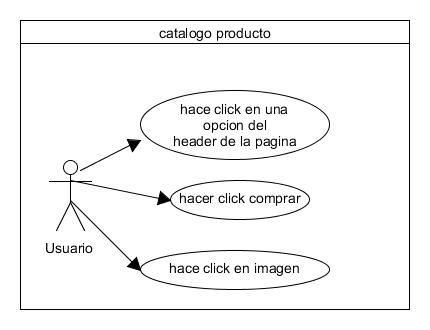 catalogo producto
hace click en una
opcion del
header de la pagina
hacer click comprar
Usuario
hace click en imagen